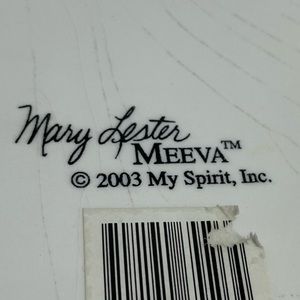 Mary Lester
MEEVA™
© 2003 My Spirit, Inc.